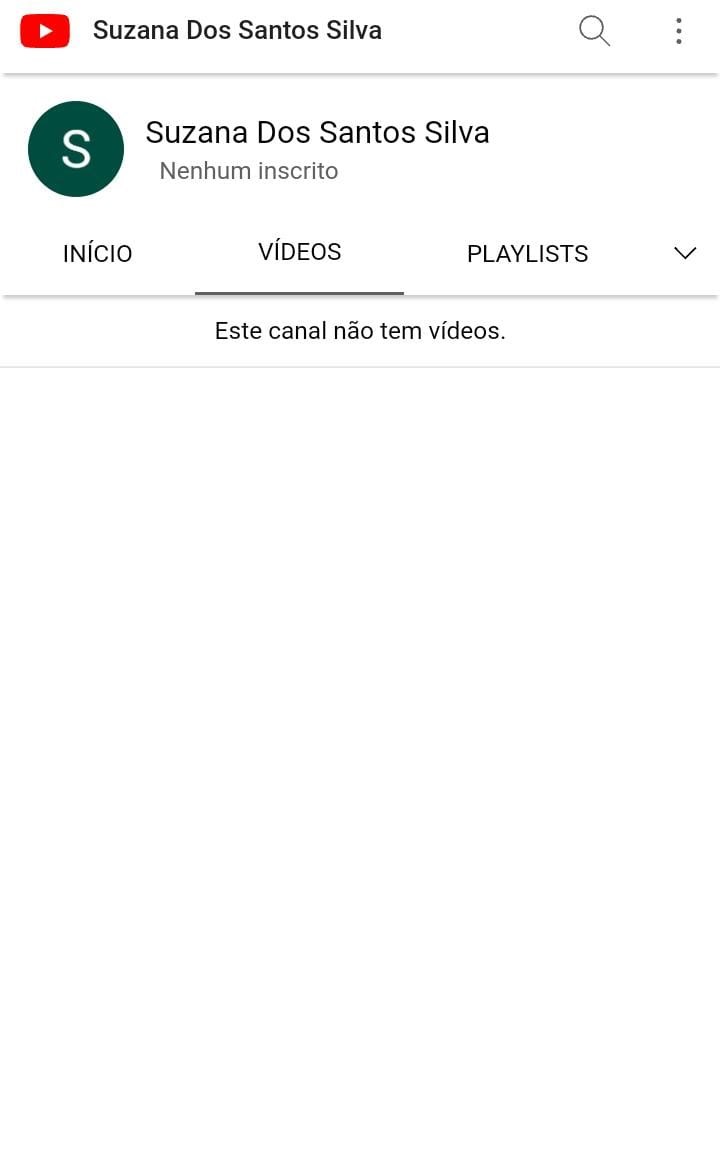 Suzana Dos Santos Silva
S
Suzana Dos Santos Silva
Nenhum inscrito
INÍCIO VÍDEOS PLAYLISTS
Este canal não tem vídeos.